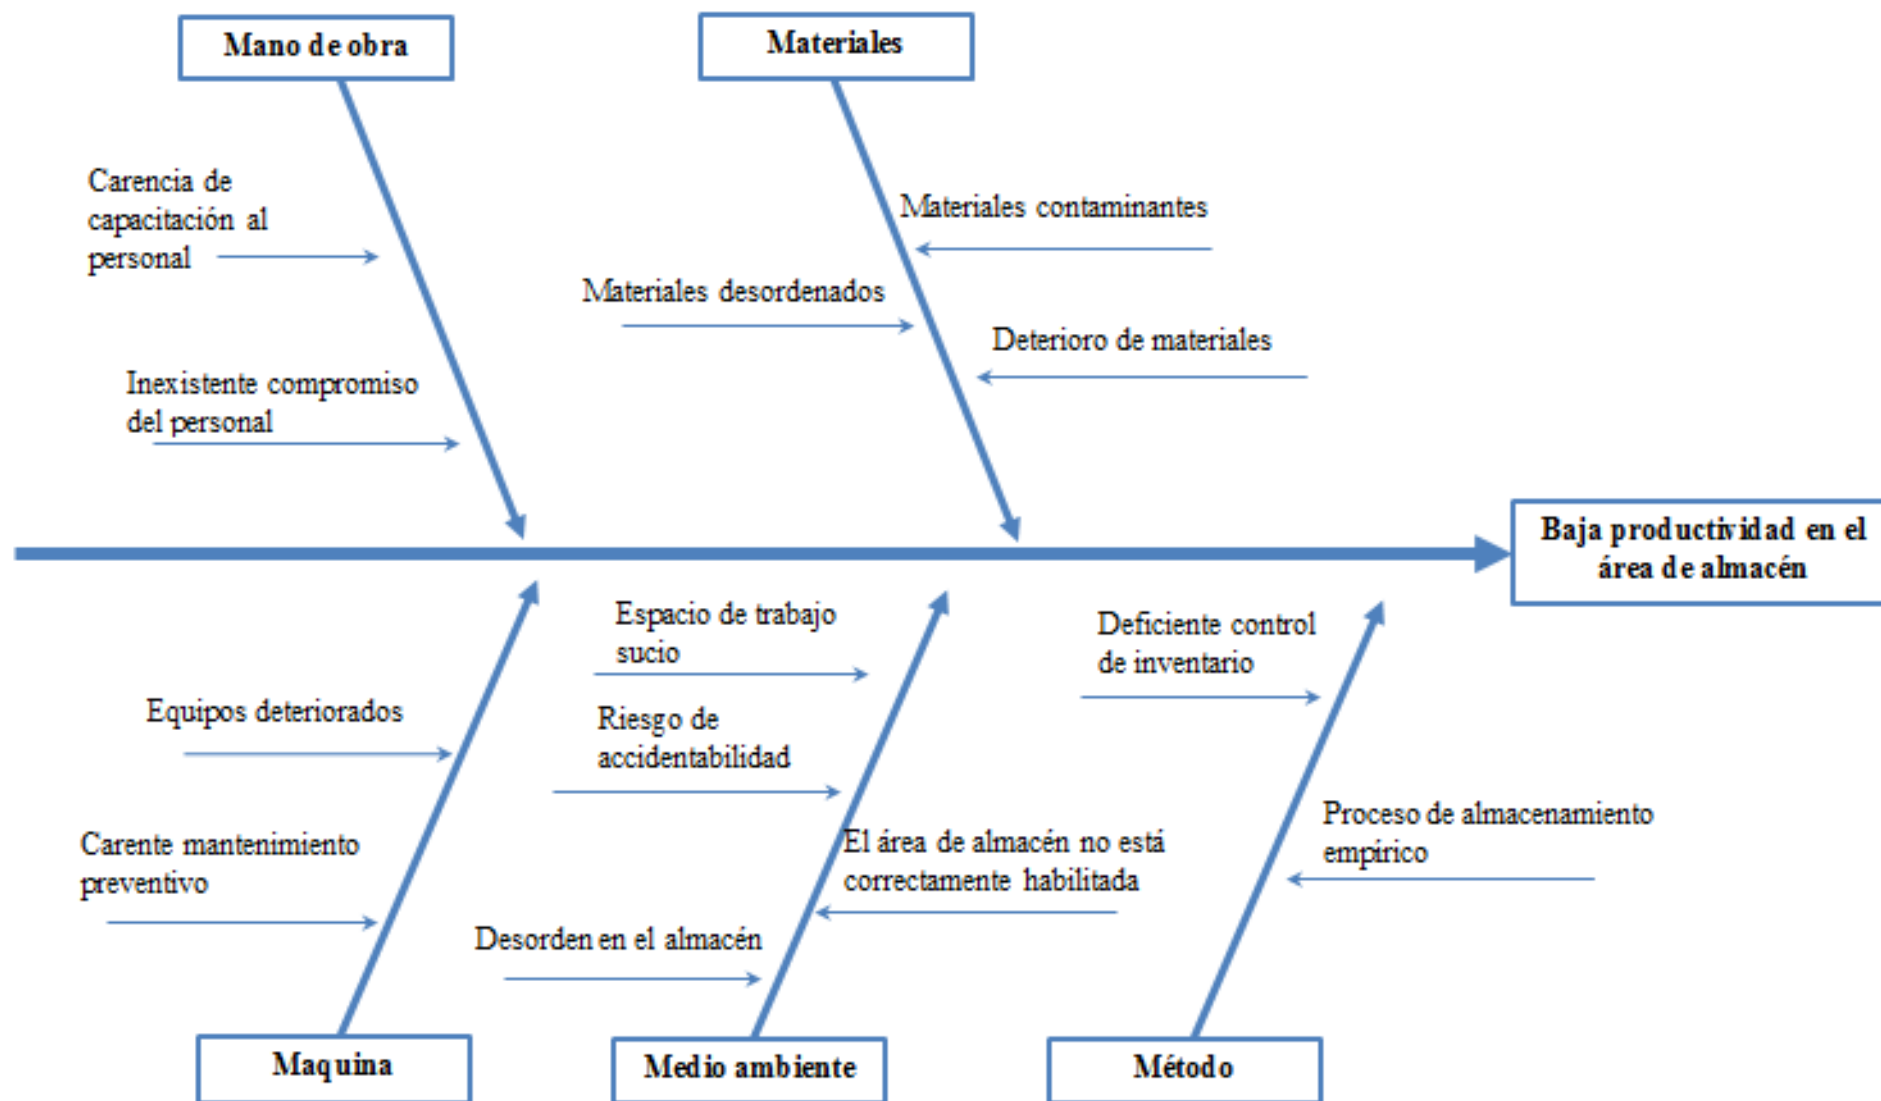 Mano de obra
Materiales
Carencia de
capacitación al
personal
Materiales contaminantes
Materiales desordenados
Deterioro de materiales
Inexistente compromiso
del personal
Baja productividad en el
área de almacén
Espacio de trabajo
sucio
Deficiente control
de inventario
Equipos deteriorados
Riesgo de
accidentabilidad
Carente mantenimiento
preventivo
El área de almacén no está
correctamente habilitada
Proceso de almacenamiento
empírico
Desorden en el almacén
Maquina
Medio ambiente
Método